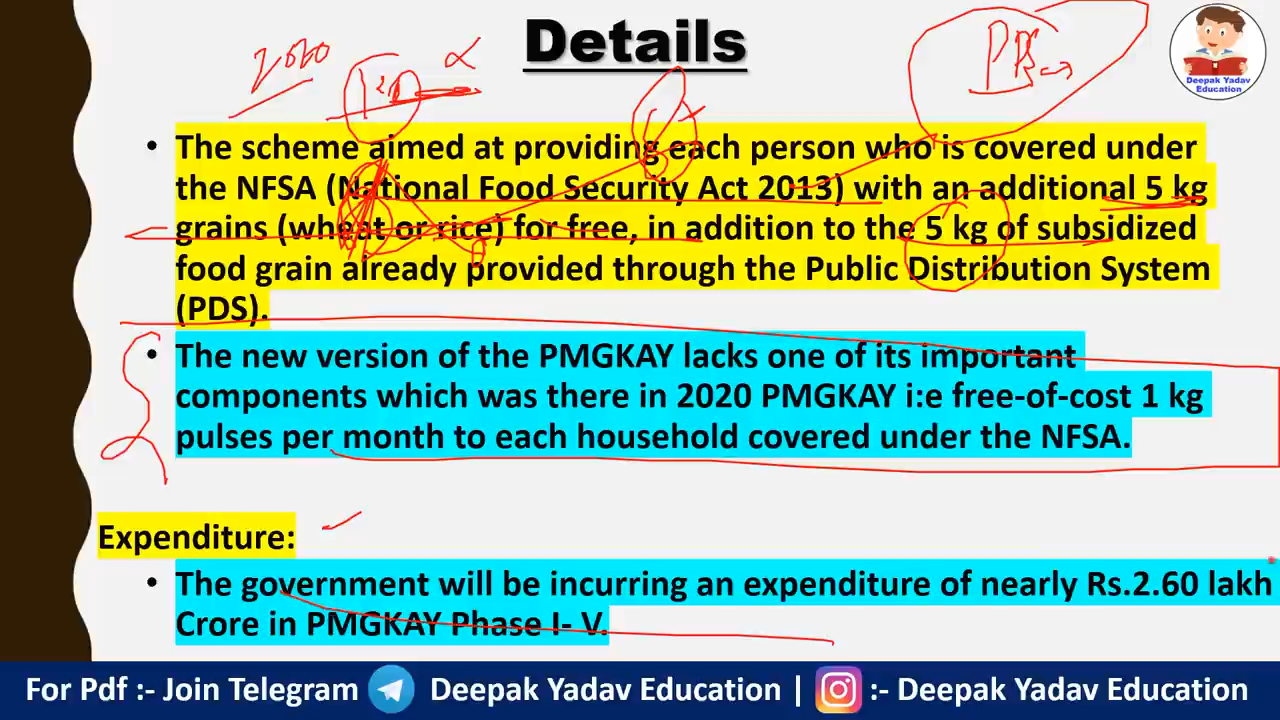 Details
Deepak Yadav
Education
2020
• The scheme aimed at providing each person who is covered under
the NFSA (National Food Security Act 2013) with an additional 5 kg
grains (wheat or rice) for free, in addition to the 5 kg of subsidized
food grain already provided through the Public Distribution System
(PDS).
• The new version of the PMGKAY lacks one of its important
components which was there in 2020 PMGKAY i:e free-of-cost 1 kg
pulses per month to each household covered under the NFSA.
Expenditure:
• The government will be incurring an expenditure of nearly Rs.2.60 lakh
Crore in PMGKAY Phase I- V.
For Pdf :- Join Telegram Deepak Yadav Education | :- Deepak Yadav Education